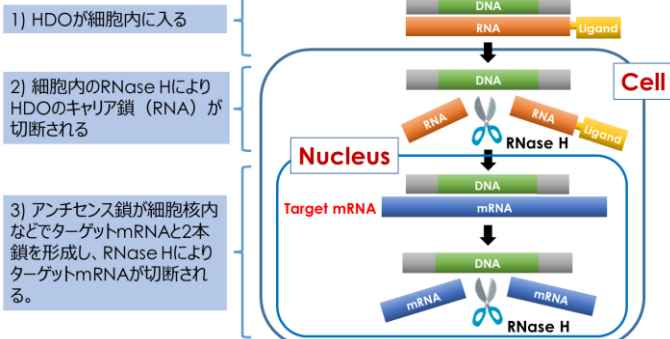 1) HDOが細胞内に入る
2) 細胞内のRNase Hにより
HDOのキャリア鎖（RNA）が
切断される
3) アンチセンス鎖が細胞核内
などでターゲットmRNAと2本
鎖を形成し、RNase Hにより
ターゲットmRNAが切断され
る。
DNA
RNA
Ligand
Cell
DNA
RNA
RNA
Ligand
RNase H
Nucleus
DNA
Target mRNA
mRNA
DNA
mRNA
mRNA
RNase H